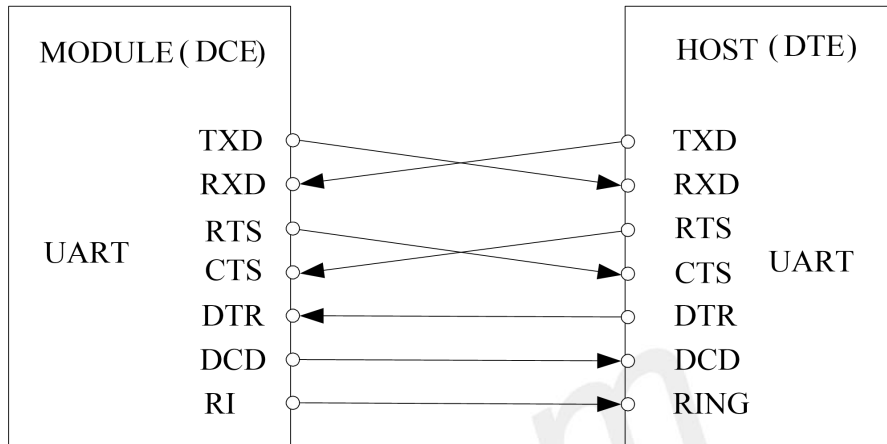 MODULE(DCE)
HOST(DTE)
TXD
TXD
RXD
RXD
RTS
RTS
UART
UART
CTS
CTS
DTR
DTR
DCD
DCD
RI
RING